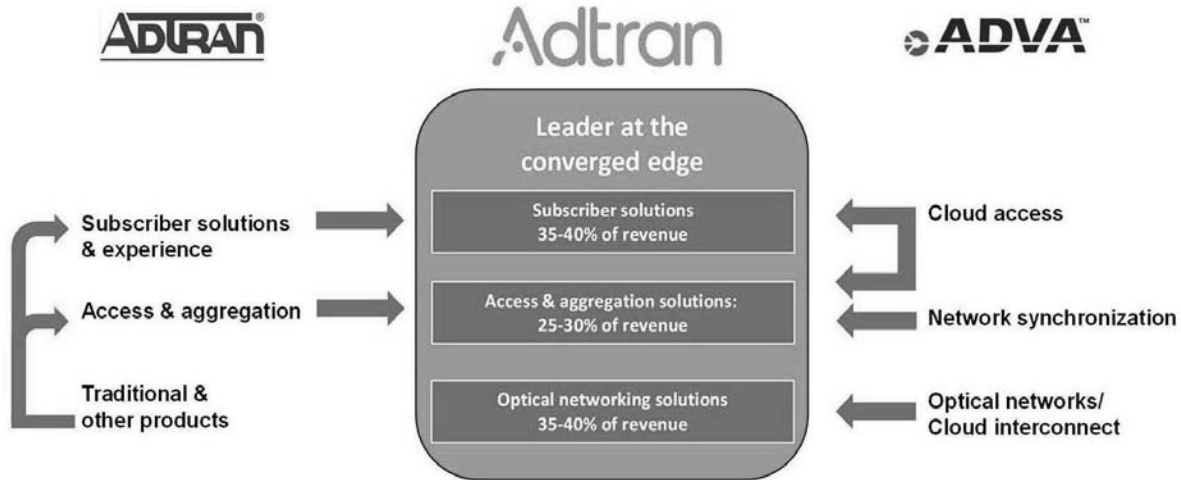 ADTRAN®
Adtran
ADVA™
Leader at the
converged edge
Subscriber solutions
& experience
Access & aggregation
Traditional &
other products
Subscriber solutions
35-40% of revenue
Access & aggregation solutions:
25-30% of revenue
Optical networking solutions
35-40% of revenue
Cloud access
Network synchronization
Optical networks/
Cloud interconnect